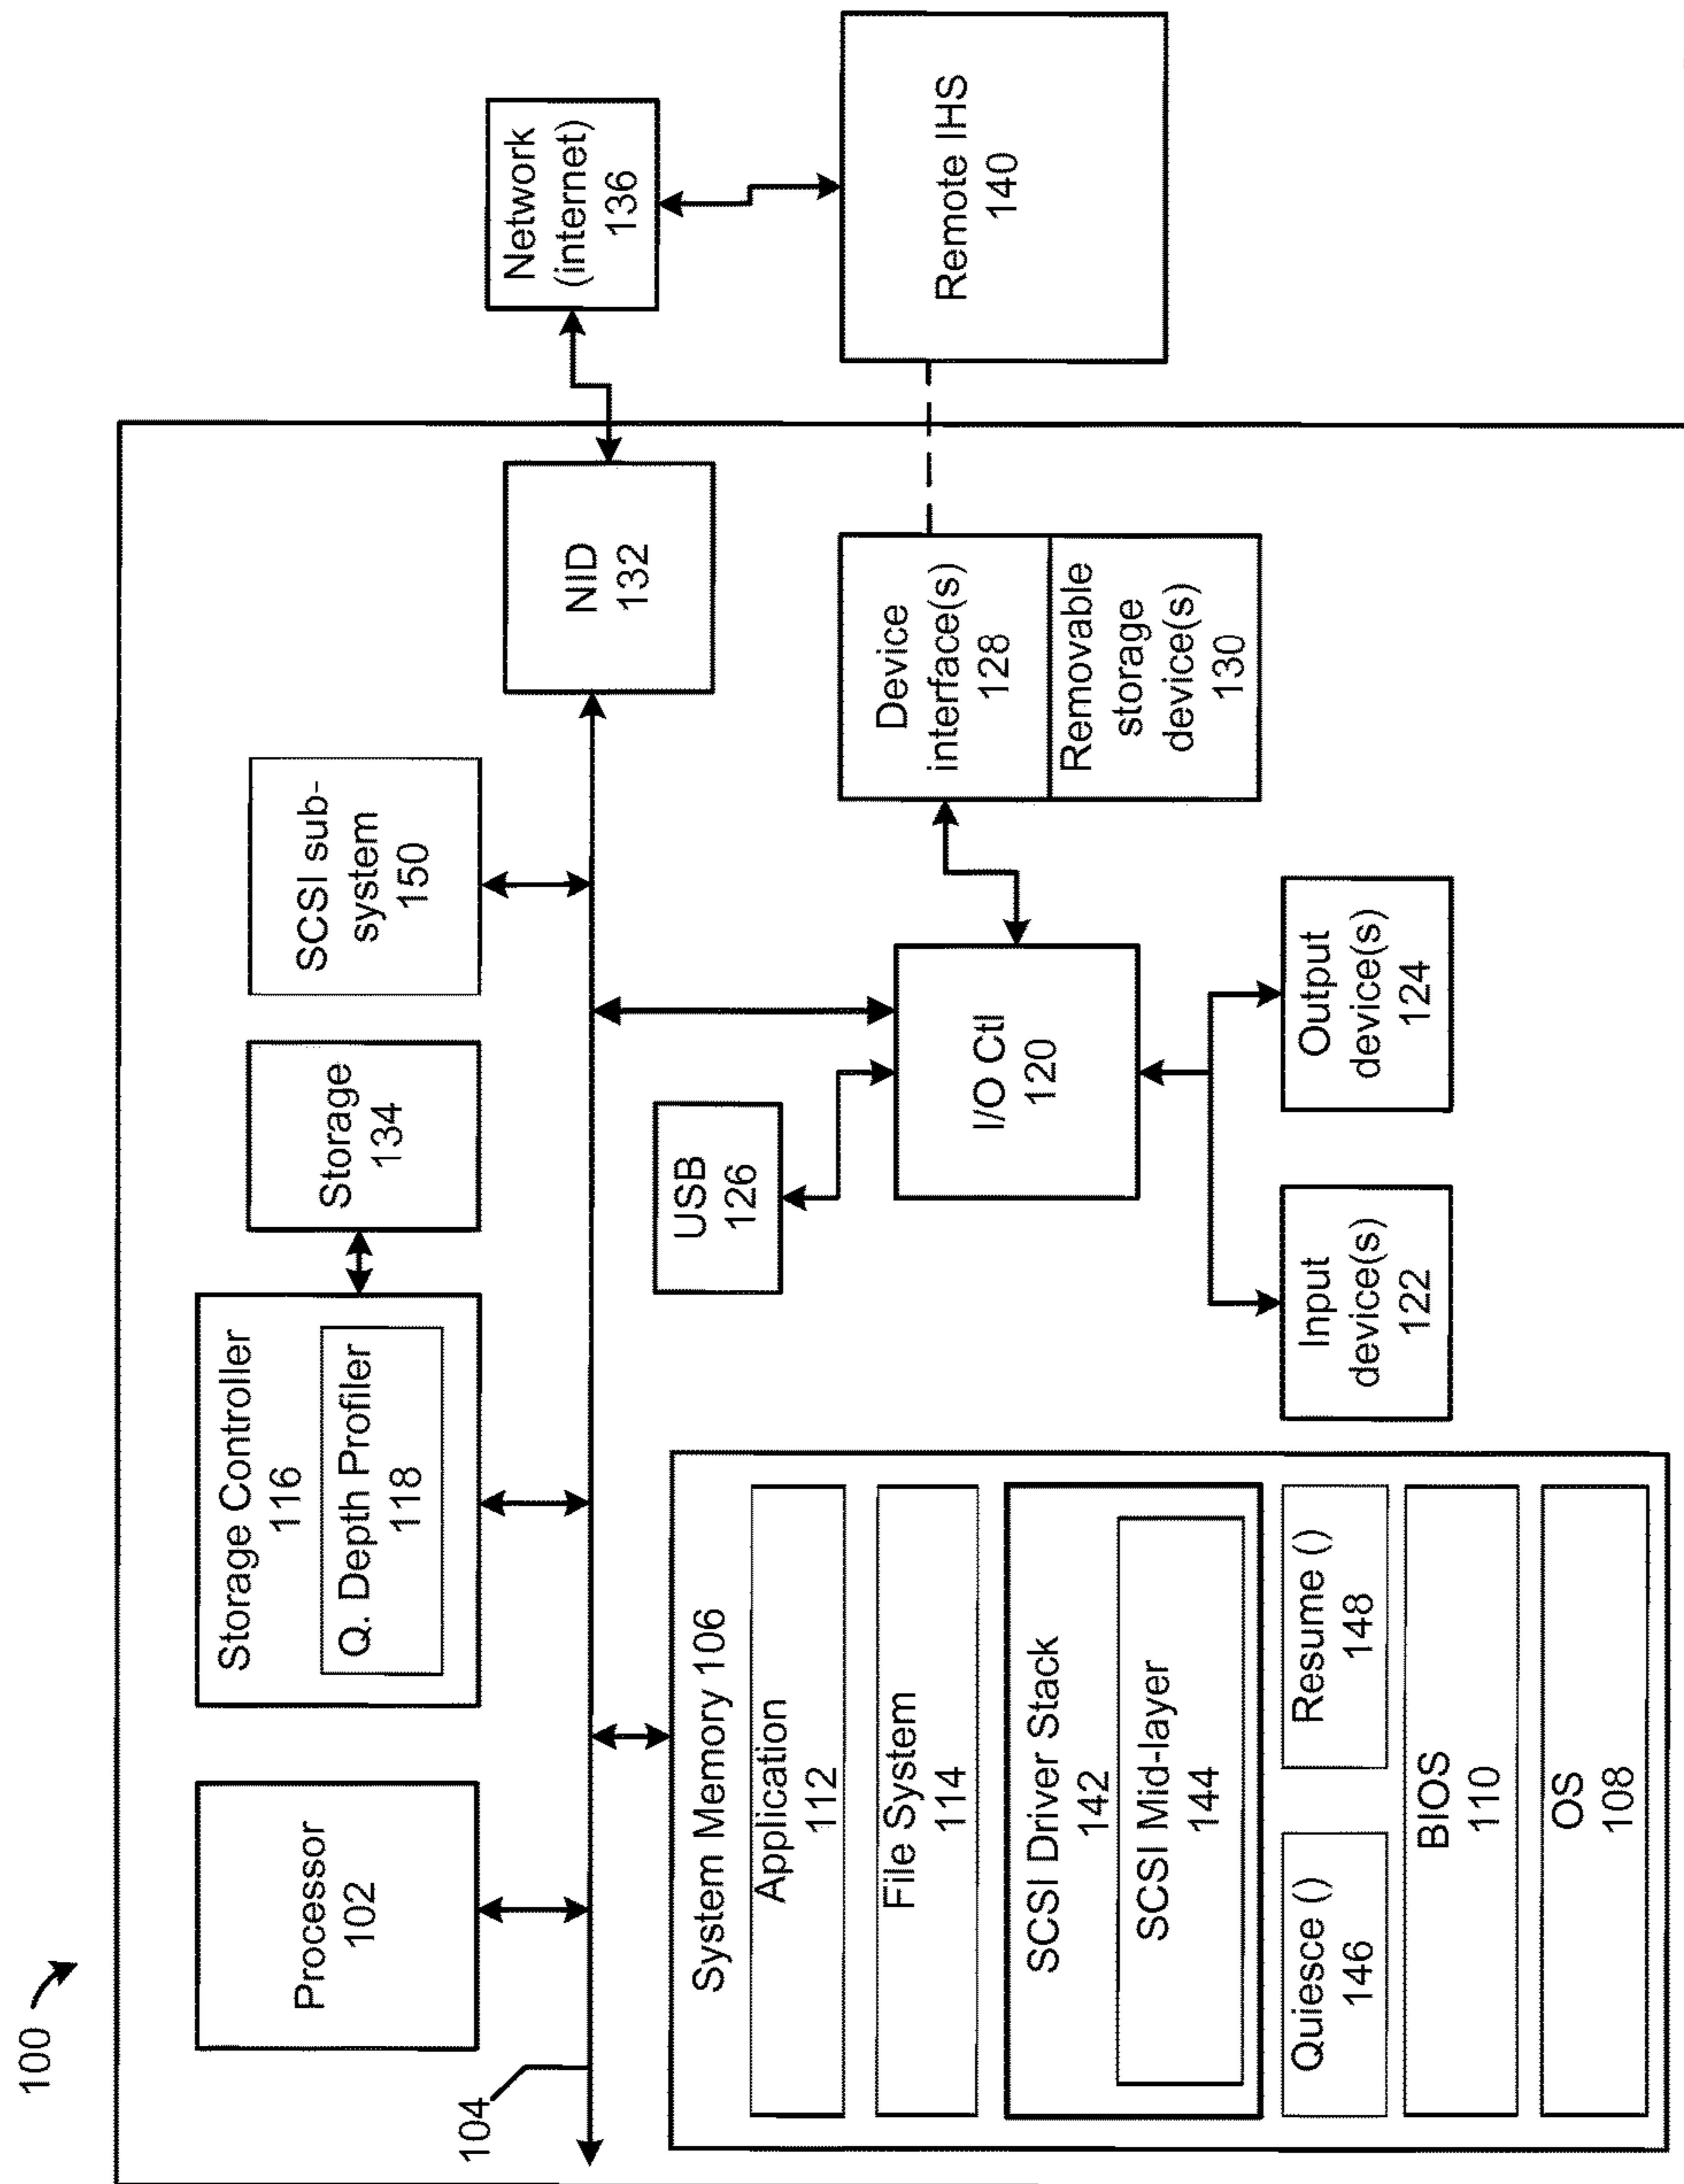 100
104
Processor
102
Storage Controller
116
Q. Depth Profiler
118
Storage
134
SCSI sub-
system
150
NID
132
Network
(internet)
136
Remote IHS
140
System Memory 106
Application
112
File System
114
SCSI Driver Stack
142
SCSI Mid-layer
144
Quiesce ()
146
Resume ()
148
BIOS
110
OS
108
USB
126
I/O Ctl
120
Input
device(s)
122
Output
device(s)
124
Device
interface(s)
128
Removable
storage
device(s)
130